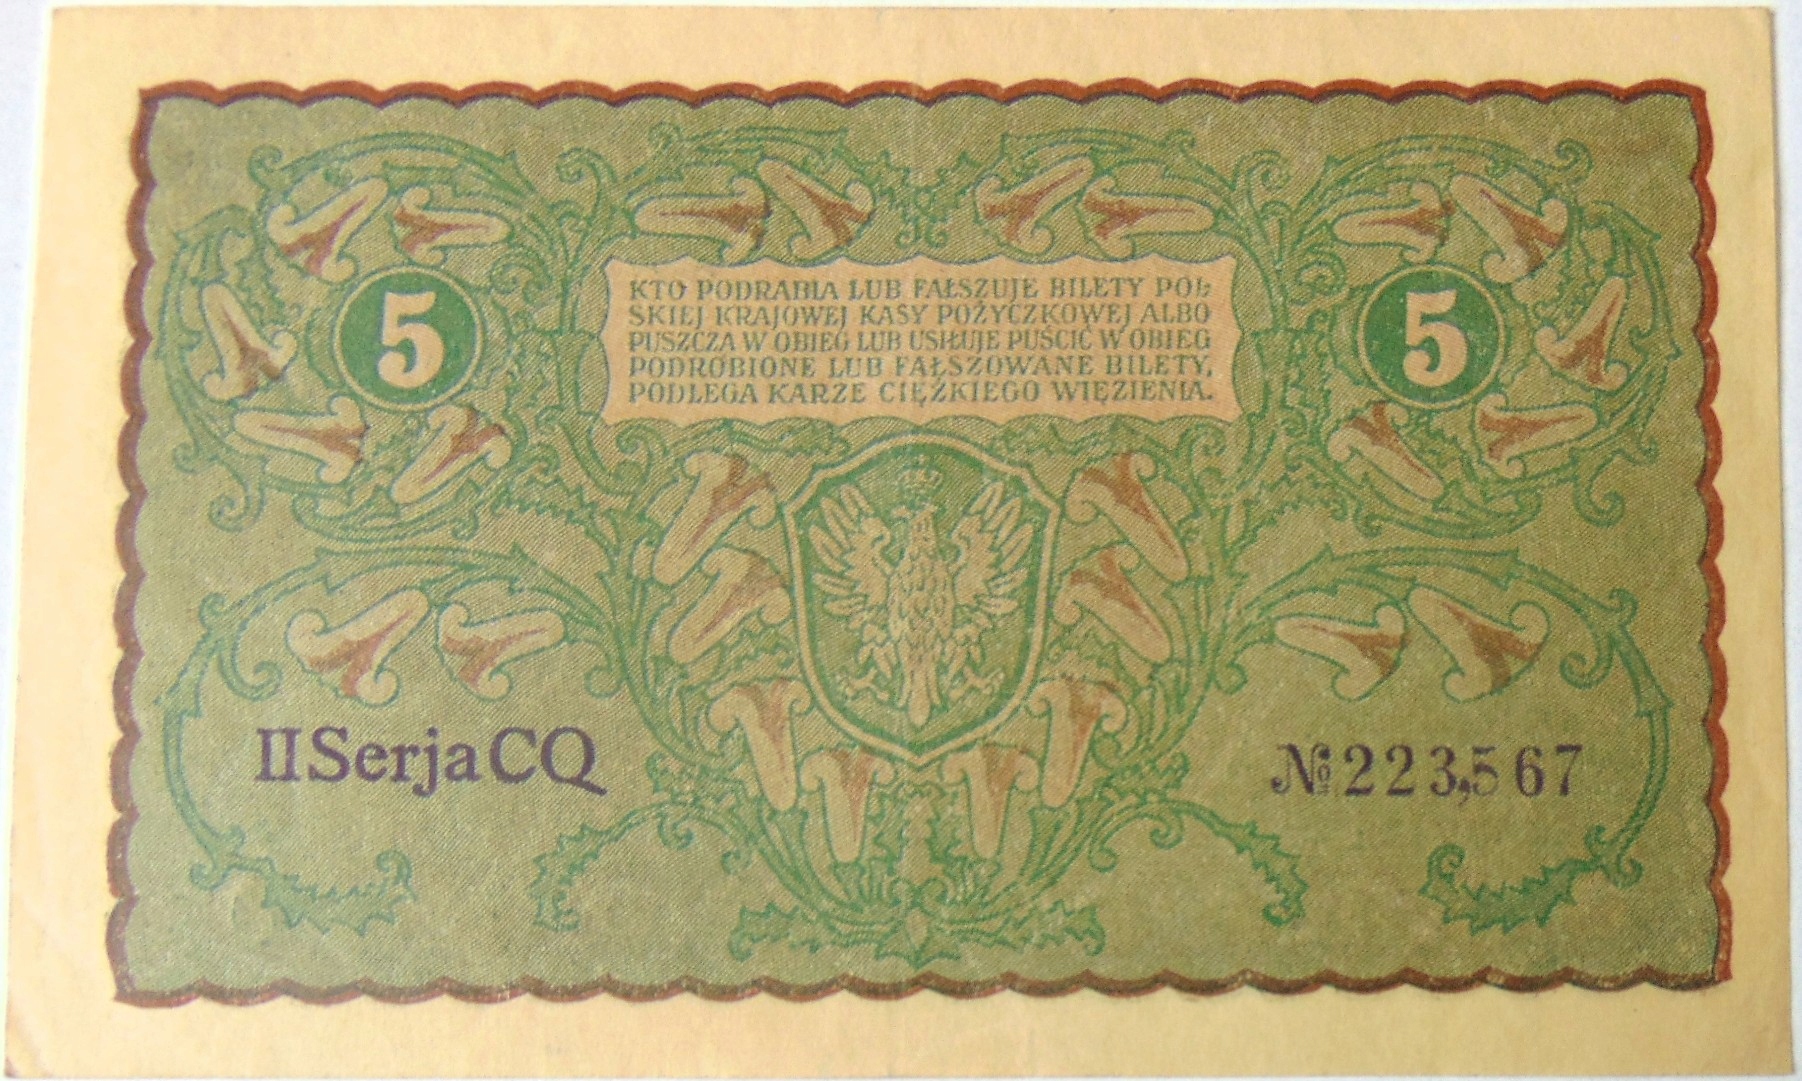 KTO PODRABIA LUB FAŁSZUJE BILETY POL-
SKIEJ KRAJOWEJ KASY POŻYCZKOWEJ ALBO
PUSZCZA W OBIEG LUB USIŁUJE PUŚCIĆ W OBIEG
PODROBIONE LUB FAŁSZOWANE BILETY,
PODLEGA KARZE CIĘŻKIEGO WIĘZIENIA.
5
5
II Serja CQ
№ 223,567